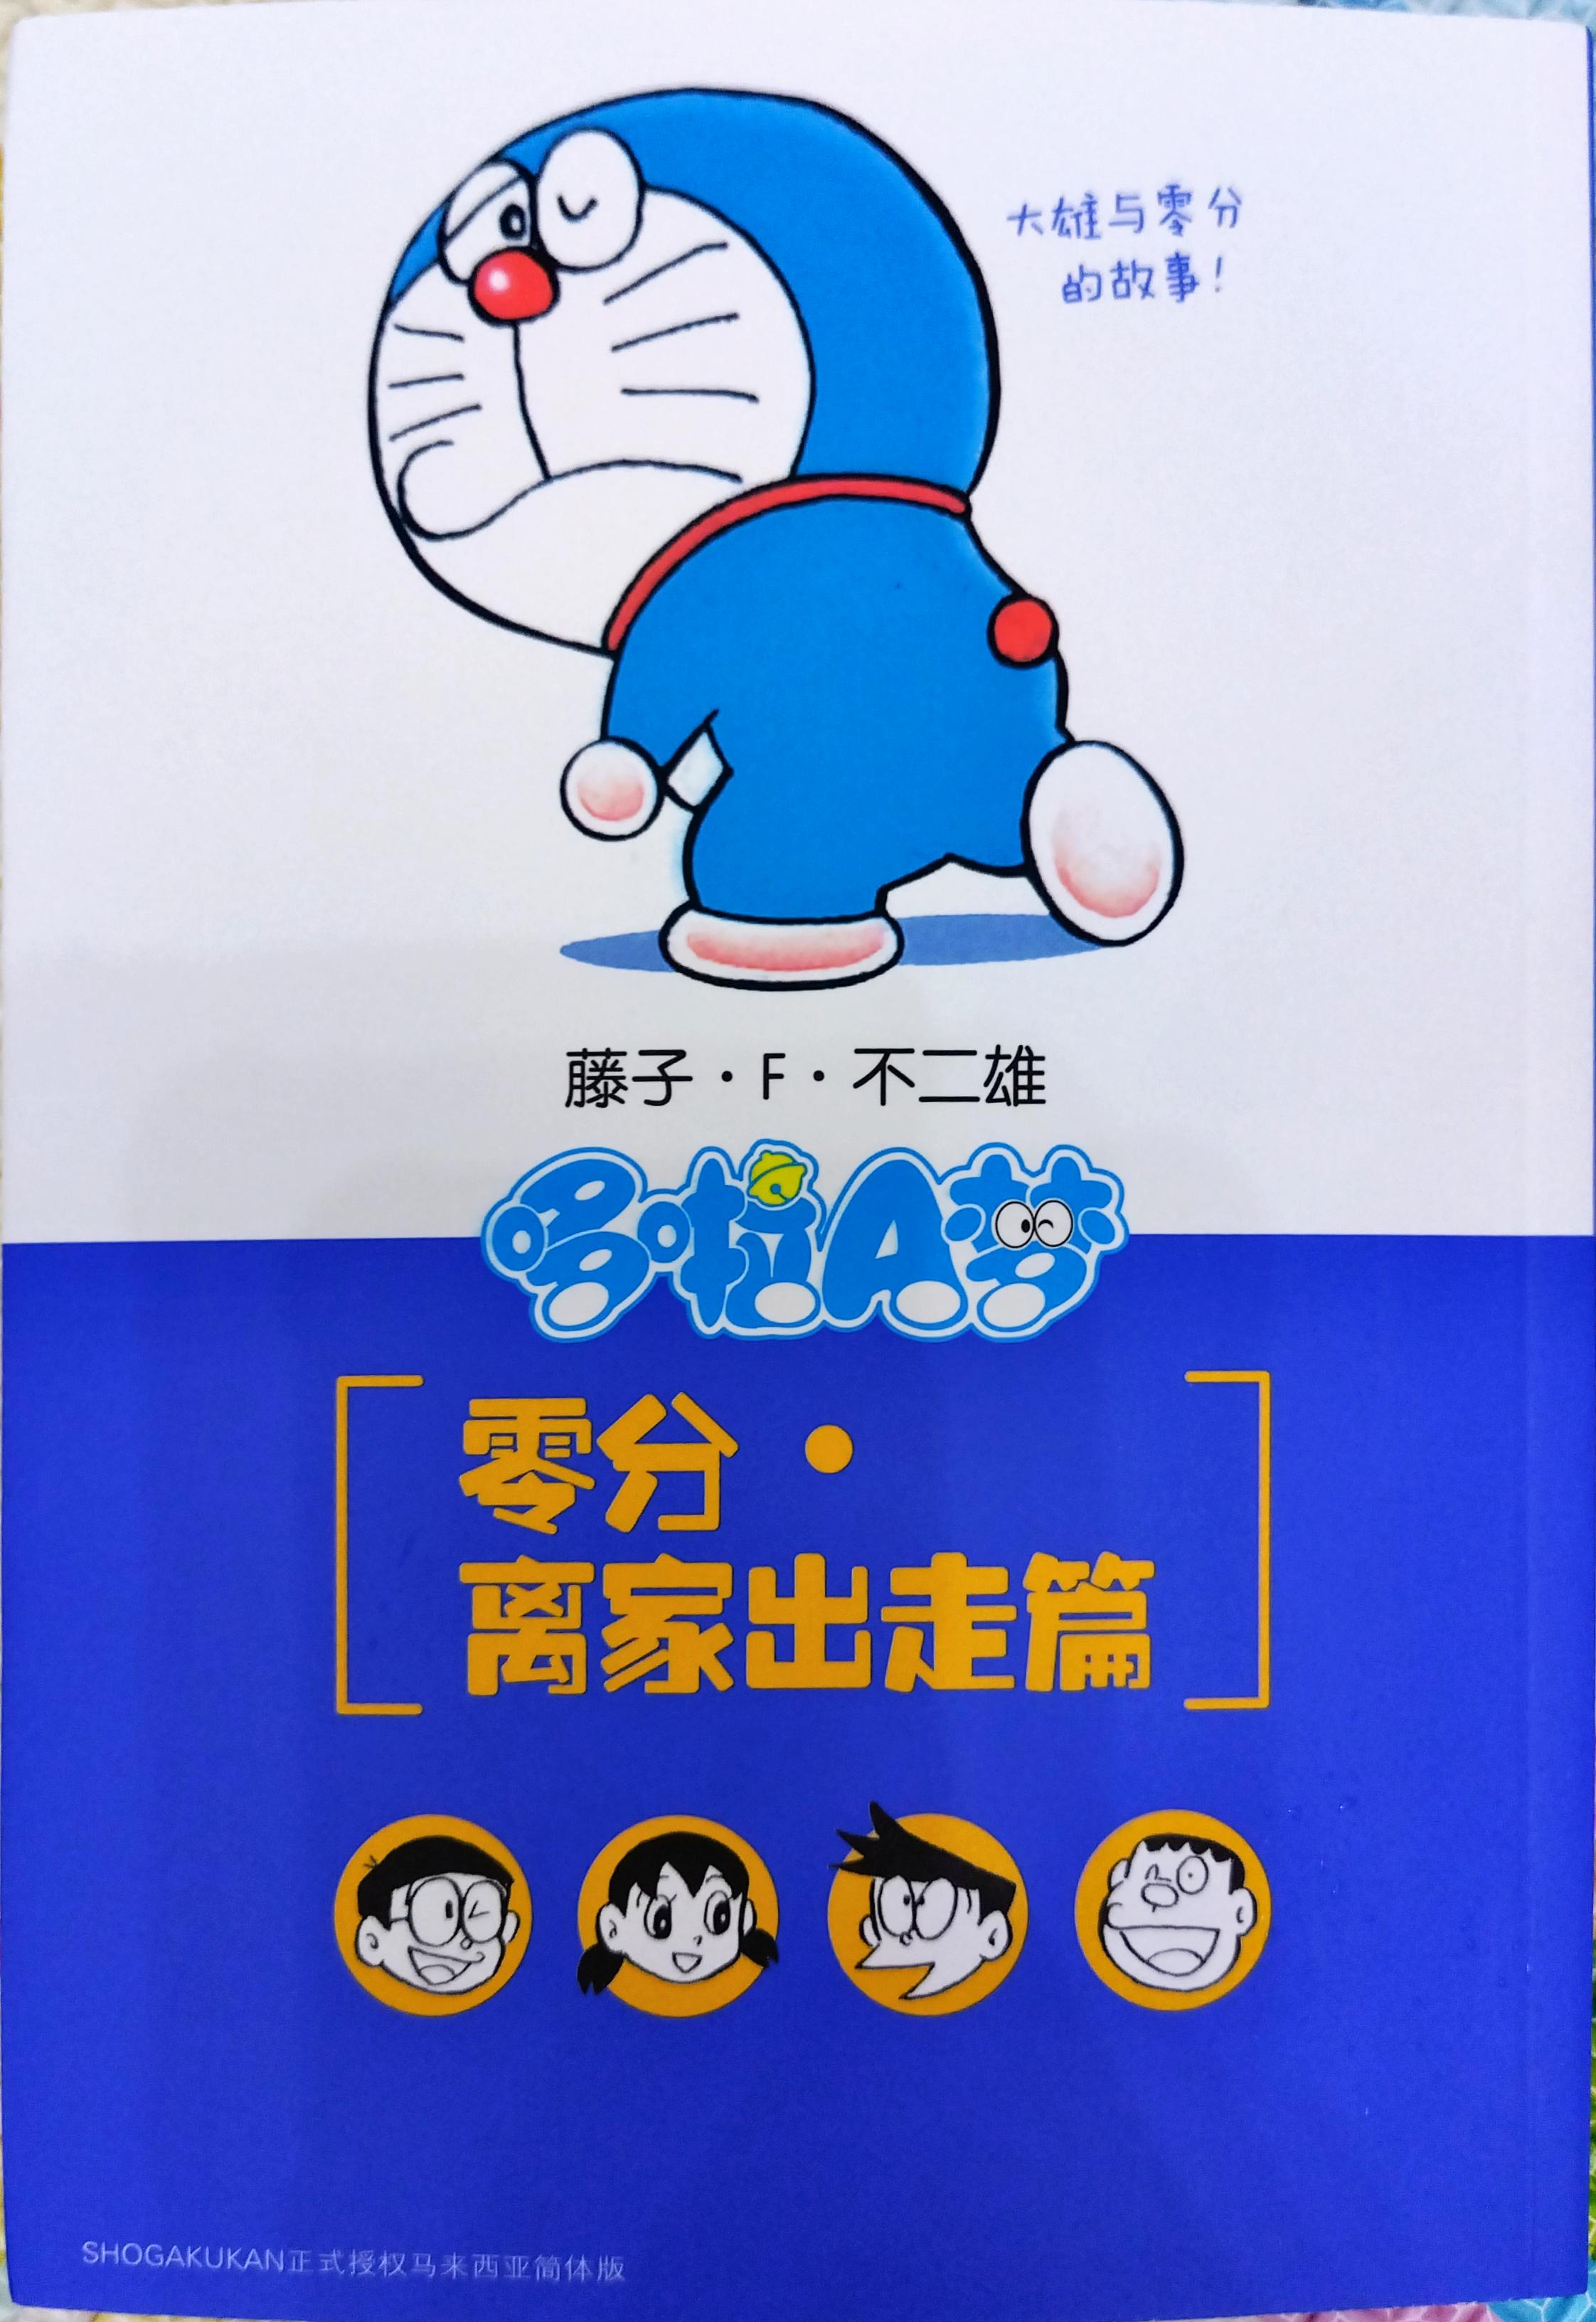 大雄与零分
的故事!
藤子·F·不二雄
哆啦A梦
零分·
离家出走篇
SHOGAKUKAN正式授权马来西亚简体版